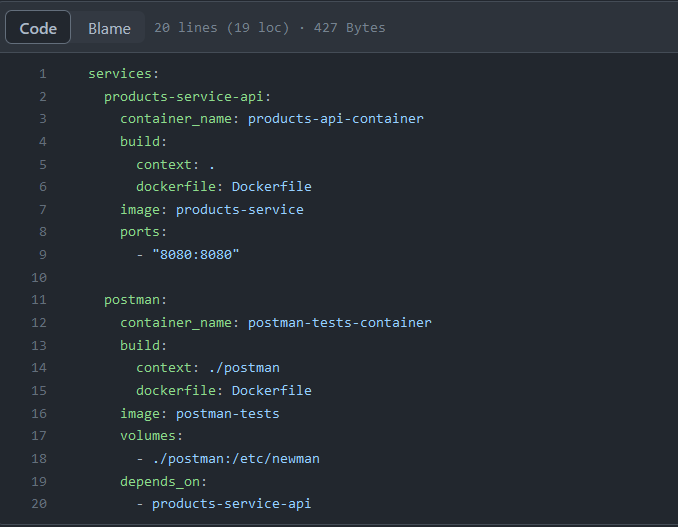 Code Blame 20 lines (19 loc) · 427 Bytes
1 services:
2   products-service-api:
3     container_name: products-api-container
4     build:
5       context: .
6       dockerfile: Dockerfile
7     image: products-service
8     ports:
9       - "8080:8080"
10
11   postman:
12     container_name: postman-tests-container
13     build:
14       context: ./postman
15       dockerfile: Dockerfile
16     image: postman-tests
17     volumes:
18       - ./postman:/etc/newman
19     depends_on:
20       - products-service-api